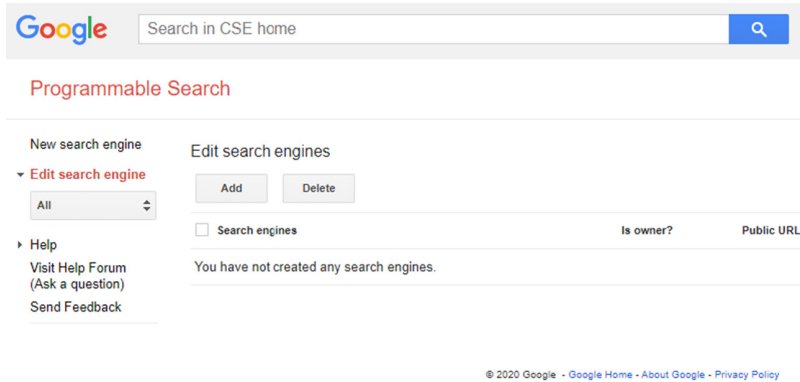 Google
Search in CSE home
Programmable Search
New search engine
Edit search engine
All
Help
Visit Help Forum
(Ask a question)
Send Feedback
Edit search engines
Add Delete
Search engines Is owner? Public URL
You have not created any search engines.
© 2020 Google - Google Home - About Google - Privacy Policy